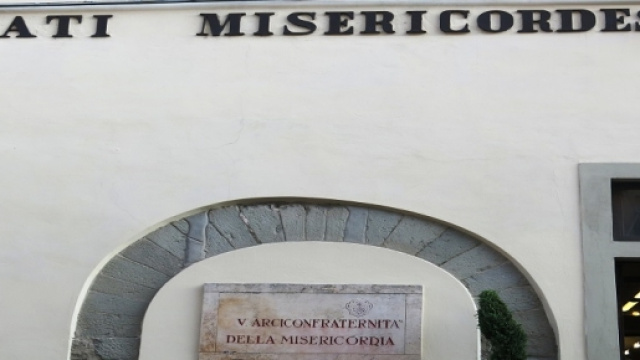 ATI MISERICORDES
V. ARCICONFRATERNITA'
DELLA MISERICORDIA